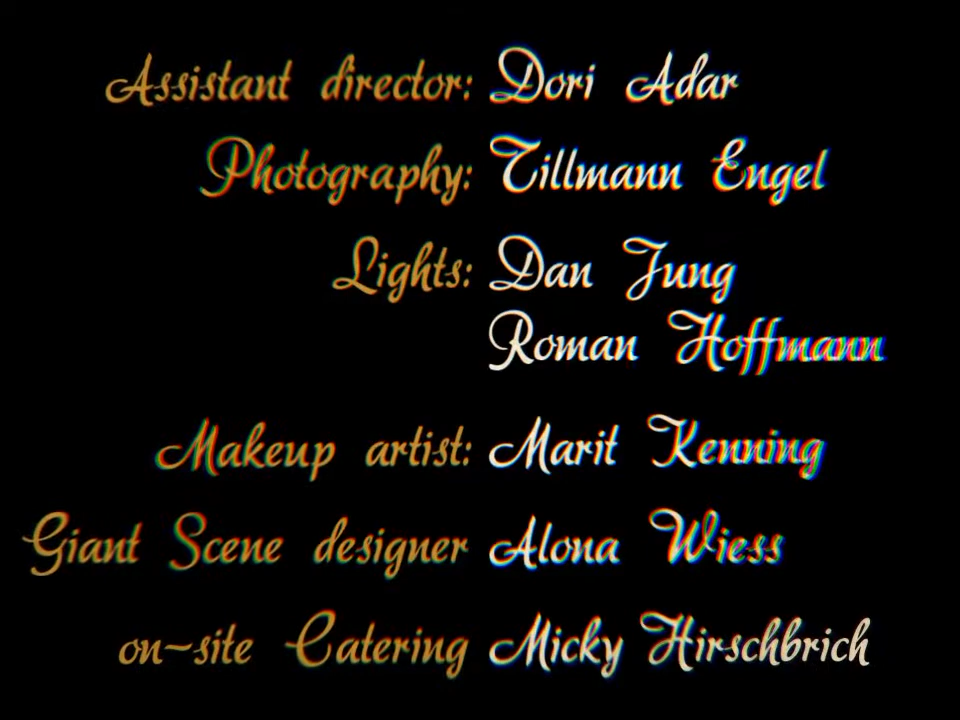 Assistant director: Dori Adar
Photography: Tillmann Engel
Lights: Dan Jung
Roman Hoffmann
Makeup artist: Marit Kenning
Giant Scene designer Alona Wiess
on-site Catering Micky Hirschbrich